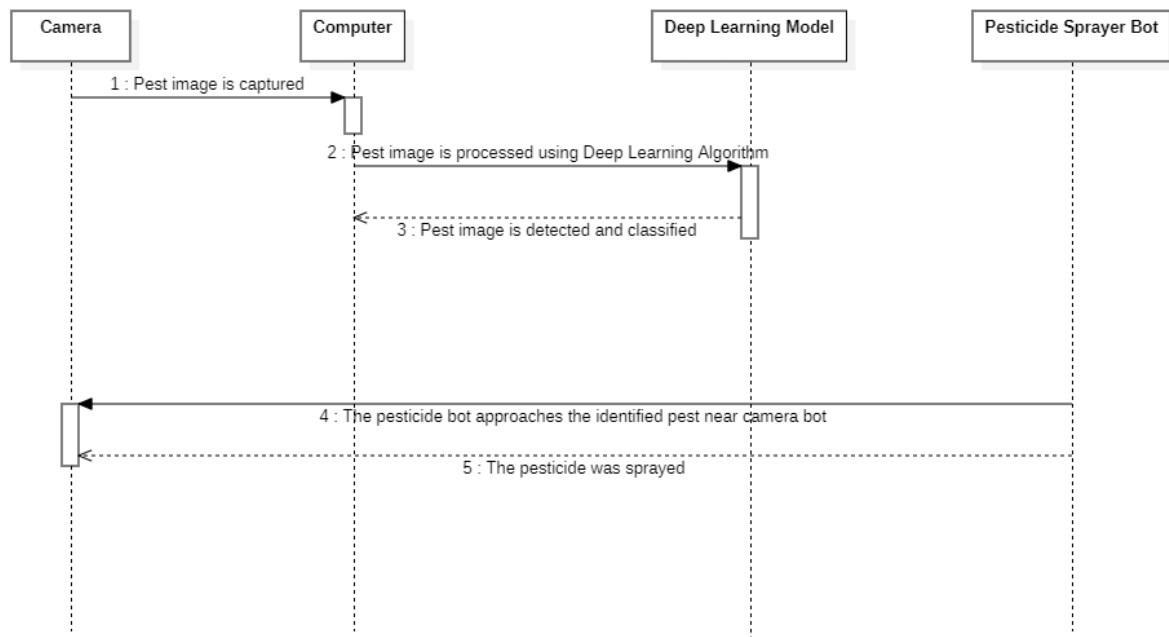 Camera
Computer
Deep Learning Model
Pesticide Sprayer Bot
1 : Pest image is captured
2 : Pest image is processed using Deep Learning Algorithm
3 : Pest image is detected and classified
4 : The pesticide bot approaches the identified pest near camera bot
5 : The pesticide was sprayed